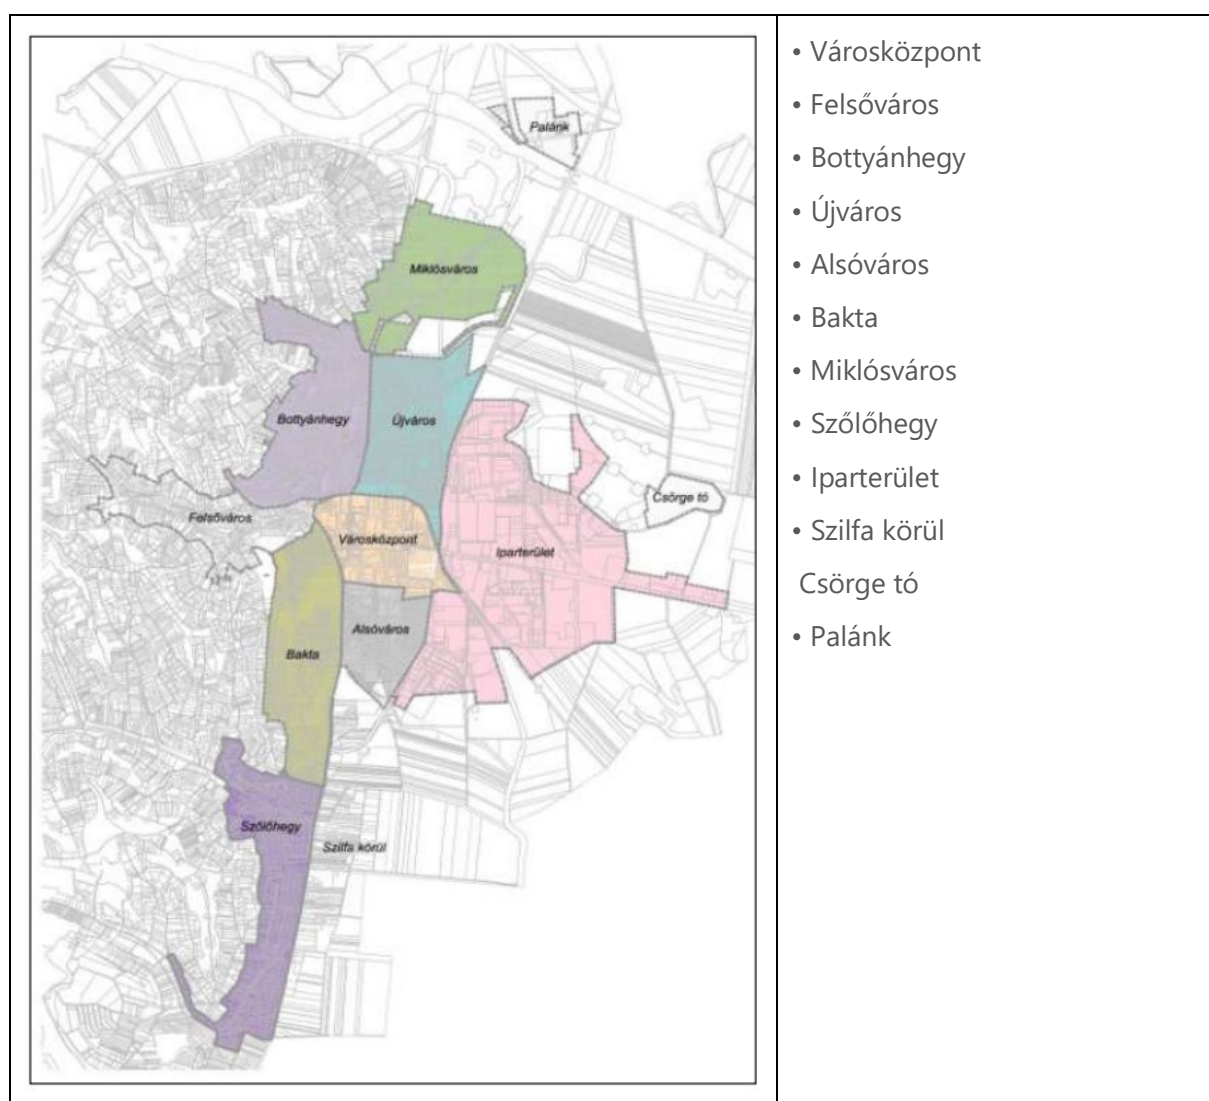 Palánk
Miklósváros
Bottyánhegy
Újváros
Csörge tó
Felsőváros
Városközpont
Iparterület
Alsóváros
Bakta
Szőlőhegy
Szilfa körül
• Városközpont
• Felsőváros
• Bottyánhegy
• Újváros
• Alsóváros
• Bakta
• Miklósváros
• Szőlőhegy
• Iparterület
• Szilfa körül
Csörge tó
• Palánk